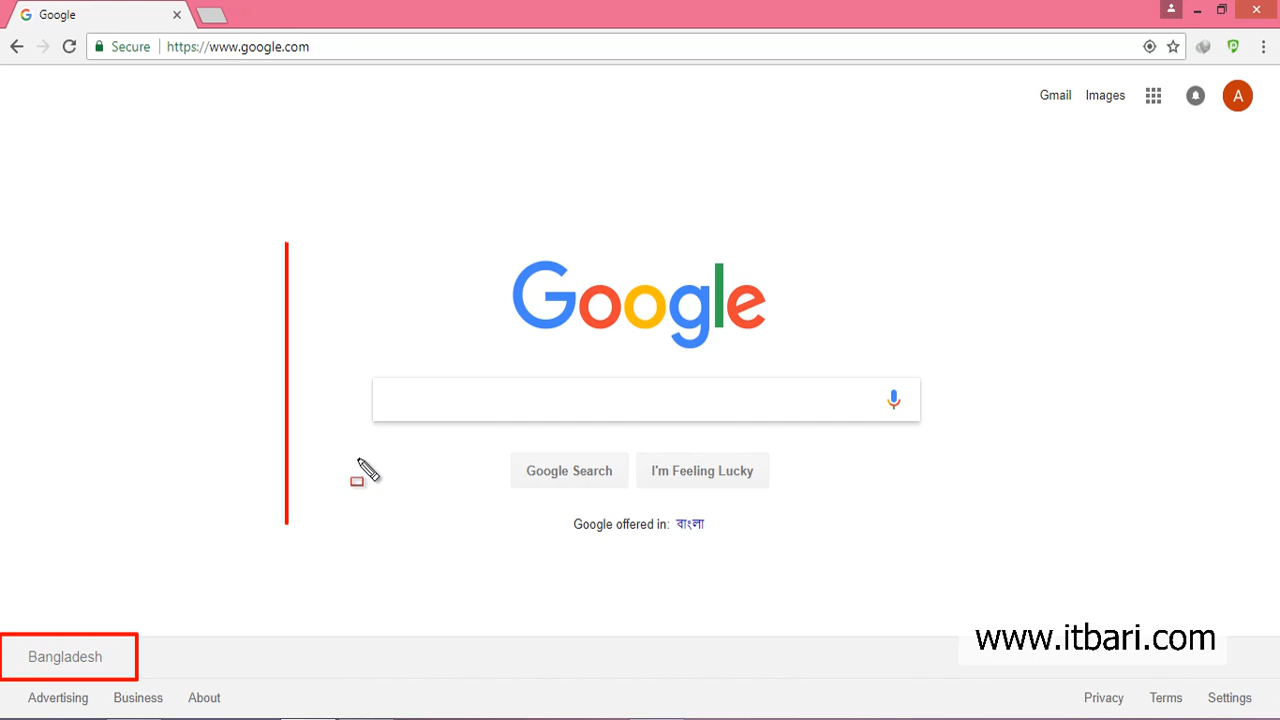 Google
Secure https://www.google.com
Gmail Images A
Google
Google Search I'm Feeling Lucky
Google offered in: বাংলা
www.itbari.com
Bangladesh
Advertising Business About Privacy Terms Settings